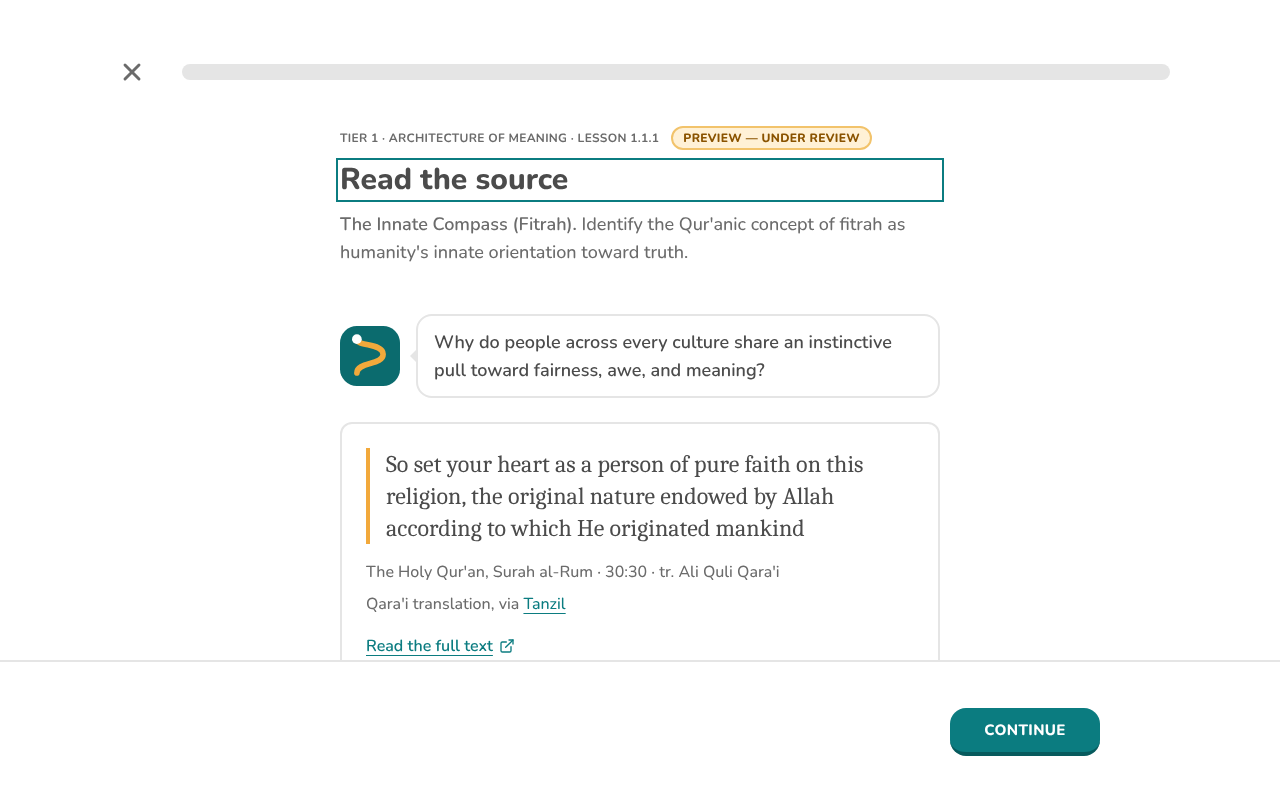 TIER 1 · ARCHITECTURE OF MEANING · LESSON 1.1.1 PREVIEW — UNDER REVIEW
Read the source
The Innate Compass (Fitrah). Identify the Qur'anic concept of fitrah as
humanity's innate orientation toward truth.
Why do people across every culture share an instinctive
pull toward fairness, awe, and meaning?
So set your heart as a person of pure faith on this
religion, the original nature endowed by Allah
according to which He originated mankind
The Holy Qur'an, Surah al-Rum · 30:30 · tr. Ali Quli Qara'i
Qara'i translation, via Tanzil
Read the full text
CONTINUE